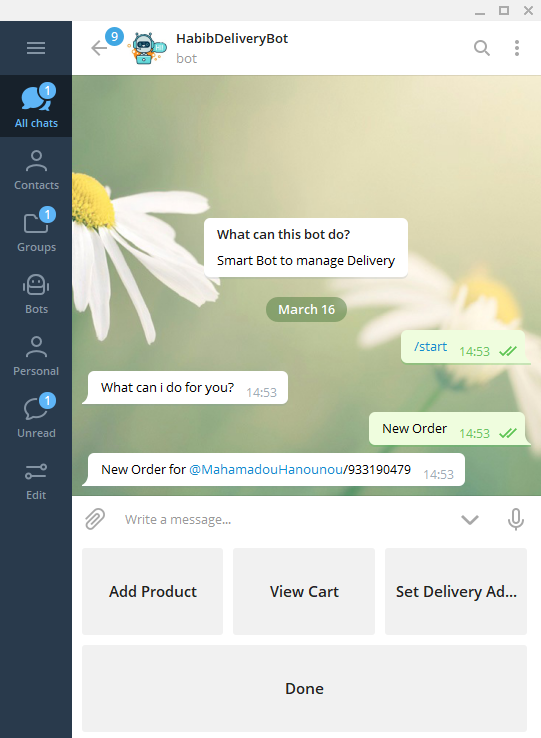 9
HabibDeliveryBot
bot
1
All chats
Contacts
1
Groups
Bots
Personal
1
Unread
Edit
What can this bot do?
Smart Bot to manage Delivery
March 16
/start 14:53
What can i do for you? 14:53
New Order 14:53
New Order for @MahamadouHanounou/933190479 14:53
Write a message...
Add Product
View Cart
Set Delivery Ad...
Done